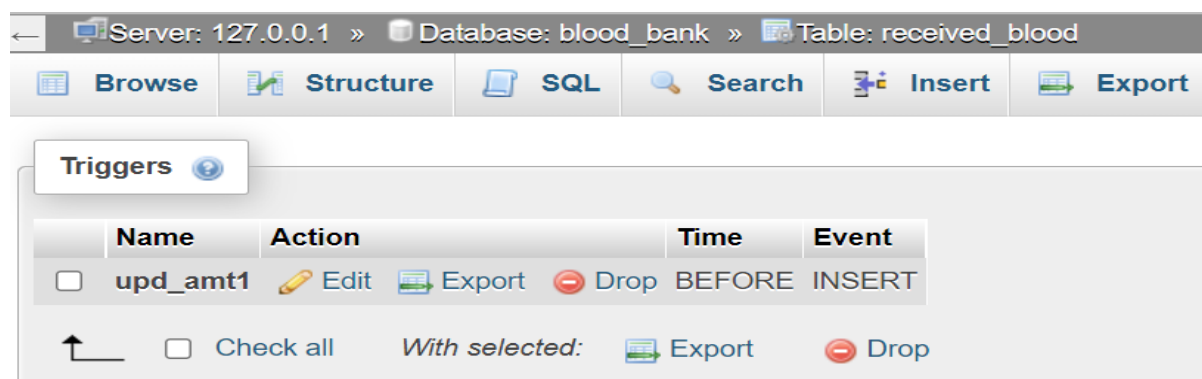 ← Server: 127.0.0.1 » Database: blood_bank » Table: received_blood
Browse Structure SQL Search Insert Export
Triggers
Name Action Time Event
upd_amt1 Edit Export Drop BEFORE INSERT
Check all With selected: Export Drop